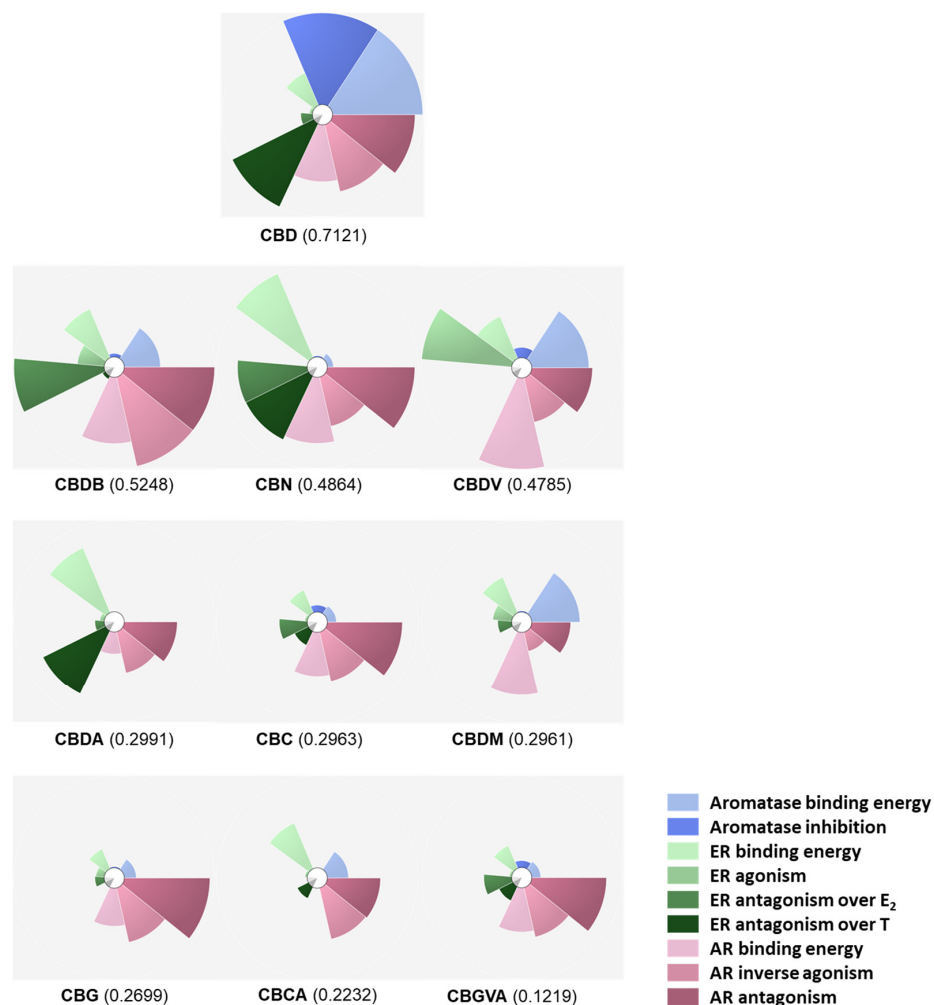 CBD (0.7121)
CBDB (0.5248)
CBN (0.4864)
CBDV (0.4785)
CBDA (0.2991)
CBC (0.2963)
CBDM (0.2961)
CBG (0.2699)
CBCA (0.2232)
CBGVA (0.1219)
Aromatase binding energy
Aromatase inhibition
ER binding energy
ER agonism
ER antagonism over E₂
ER antagonism over T
AR binding energy
AR inverse agonism
AR antagonism